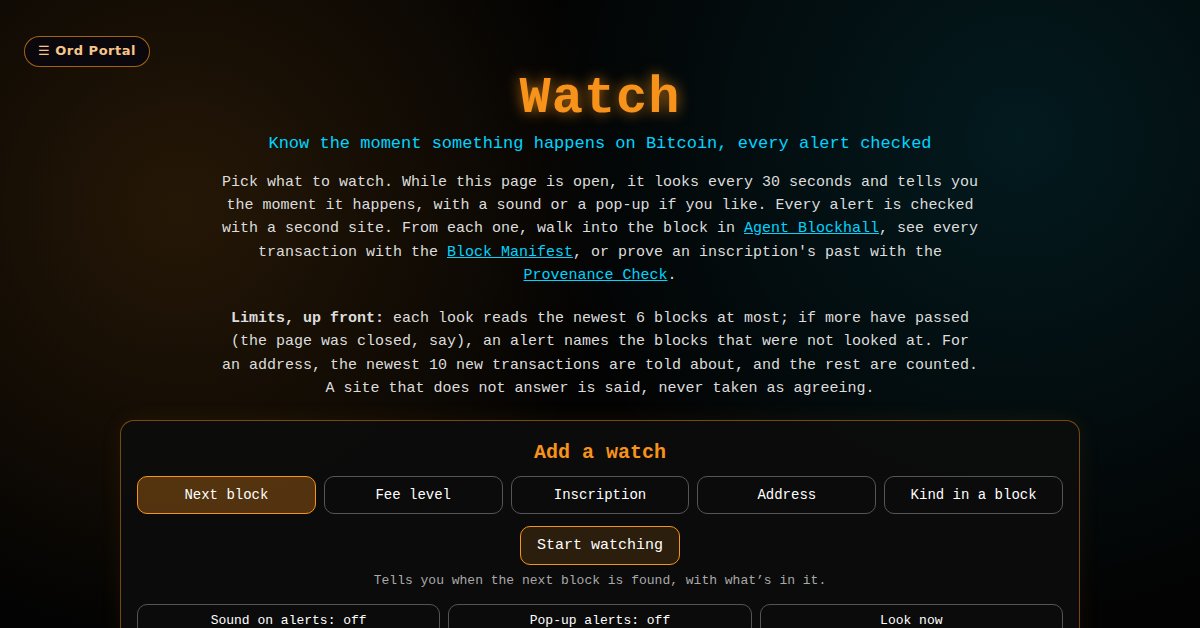 ☰ Ord Portal
Watch
Know the moment something happens on Bitcoin, every alert checked
Pick what to watch. While this page is open, it looks every 30 seconds and tells you
the moment it happens, with a sound or a pop-up if you like. Every alert is checked
with a second site. From each one, walk into the block in Agent Blockhall, see every
transaction with the Block Manifest, or prove an inscription's past with the
Provenance Check.
Limits, up front: each look reads the newest 6 blocks at most; if more have passed
(the page was closed, say), an alert names the blocks that were not looked at. For
an address, the newest 10 new transactions are told about, and the rest are counted.
A site that does not answer is said, never taken as agreeing.
Add a watch
Next block
Fee level
Inscription
Address
Kind in a block
Start watching
Tells you when the next block is found, with what’s in it.
Sound on alerts: off
Pop-up alerts: off
Look now